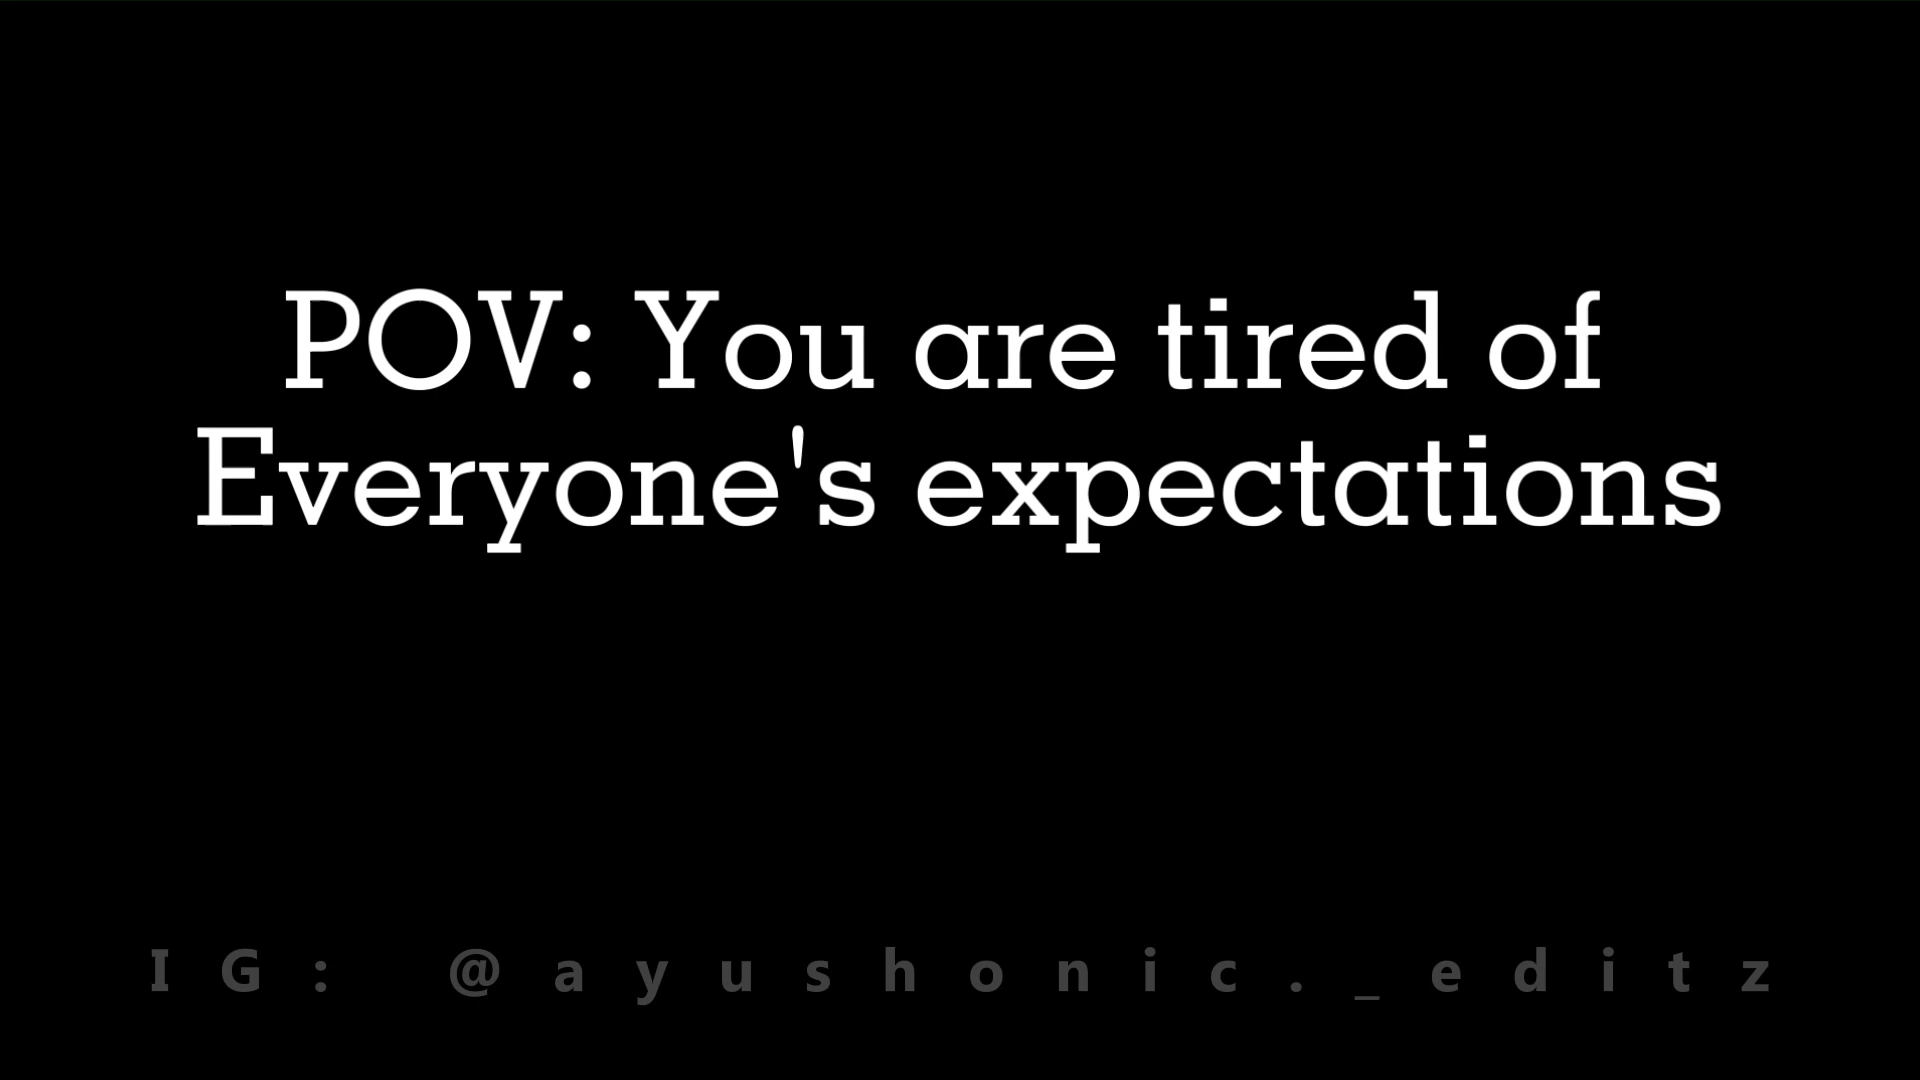 POV: You are tired of
Everyone's expectations
IG: @ayushonic._editz